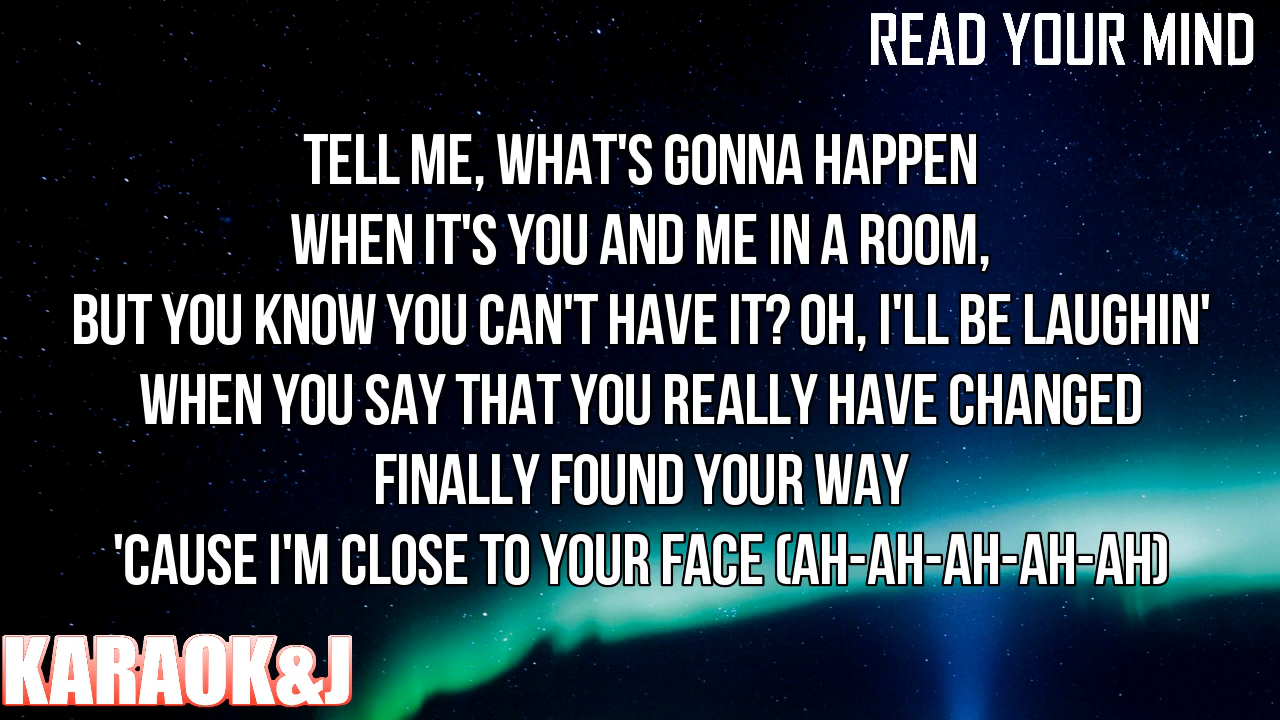 READ YOUR MIND
TELL ME, WHAT'S GONNA HAPPEN
WHEN IT'S YOU AND ME IN A ROOM,
BUT YOU KNOW YOU CAN'T HAVE IT? OH, I'LL BE LAUGHIN'
WHEN YOU SAY THAT YOU REALLY HAVE CHANGED
FINALLY FOUND YOUR WAY
'CAUSE I'M CLOSE TO YOUR FACE (AH-AH-AH-AH-AH)
KARAOK&J